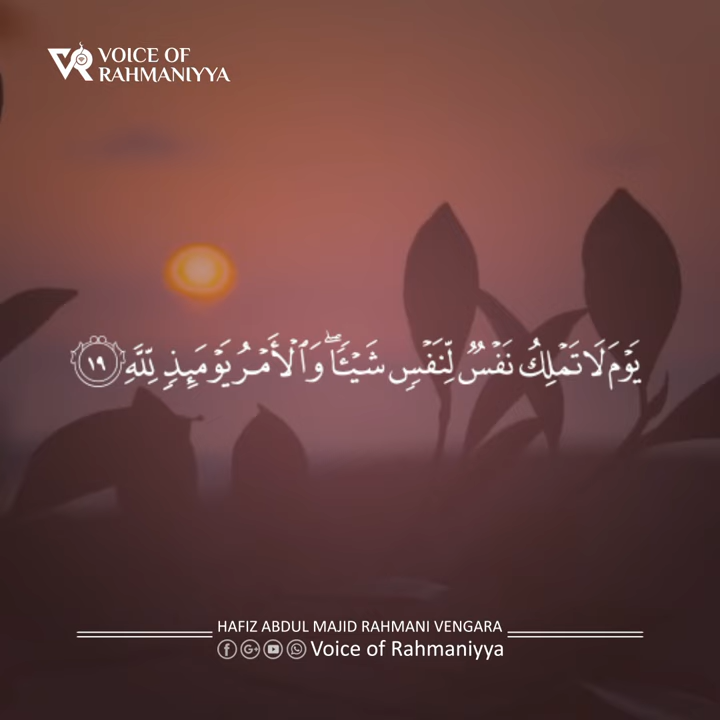 VOICE OF
RAHMANIYYA
يَوْمَ لَا تَمْلِكُ نَفْسٌ لِّنَفْسٍ شَيْـًٔا ۖ وَٱلْأَمْرُ يَوْمَئِذٍ لِّلَّهِ ١٩
HAFIZ ABDUL MAJID RAHMANI VENGARA
Voice of Rahmaniyya